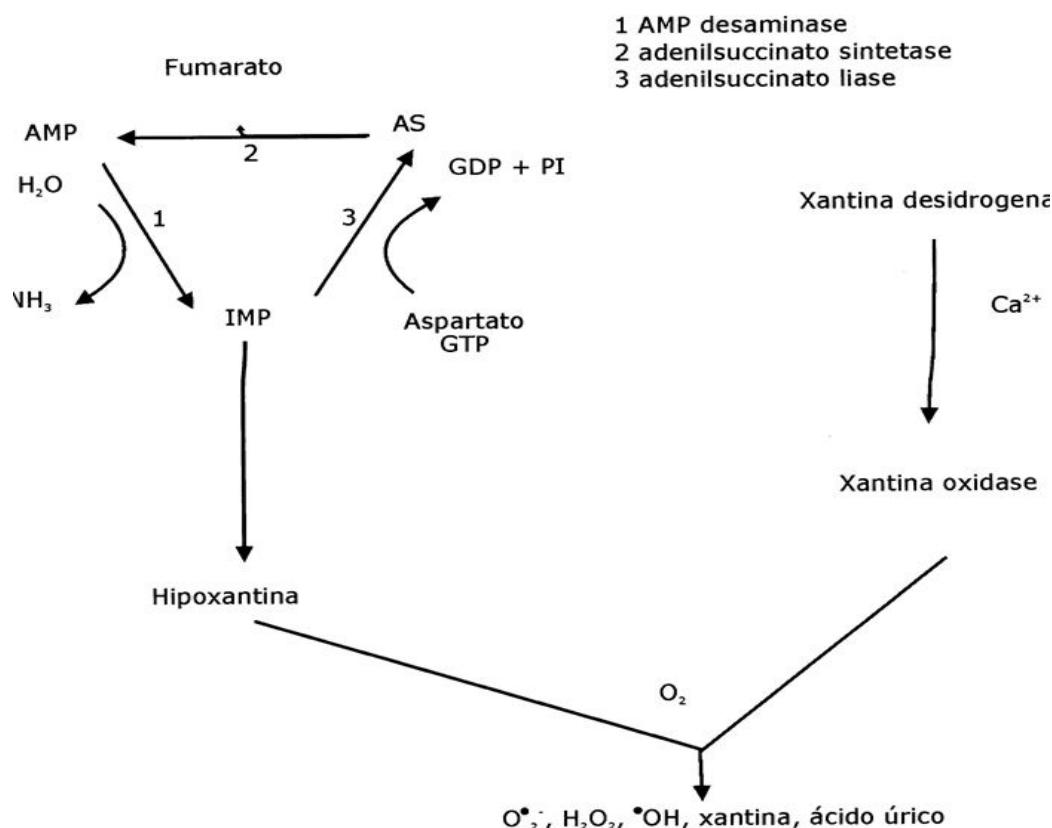 1 AMP desaminase
2 adenilsuccinato sintetase
3 adenilsuccinato liase
Fumarato
AMP
AS
2
GDP + PI
H₂O
1
3
Xantina desidrogena
NH₃
IMP
Aspartato
GTP
Ca²⁺
Xantina oxidase
Hipoxantina
O₂
O•₂⁻, H₂O₂, •OH, xantina, ácido úrico